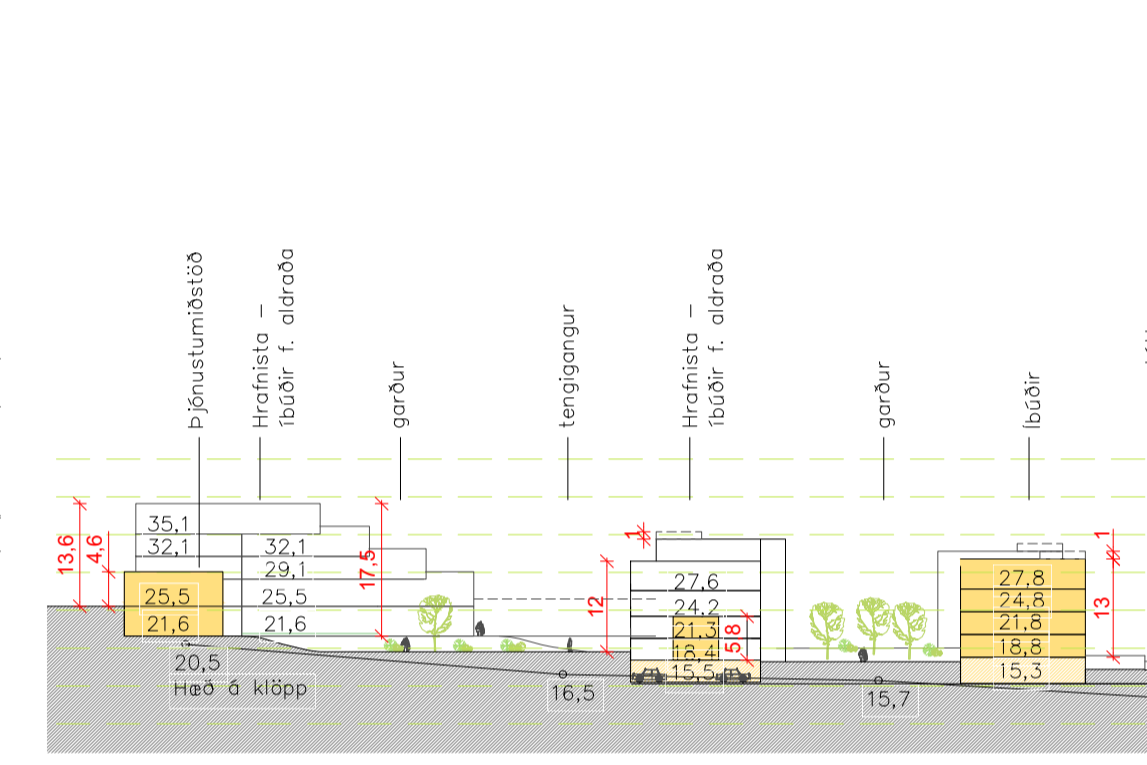 Þjónustumiðstöð
Hrafnista –
íbúðir f. aldraða
garður
tengigangur
Hrafnista –
íbúðir f. aldraða
garður
Íbúðir
13,6
4,6
35,1
32,1
32,1
29,1
25,5
25,5
21,6
21,6
17,5
20,5
Hæð á klöpp
16,5
1
12
27,6
24,2
21,3
18,4
15,5
5,8
15,7
27,8
24,8
21,8
18,8
15,3
1
13